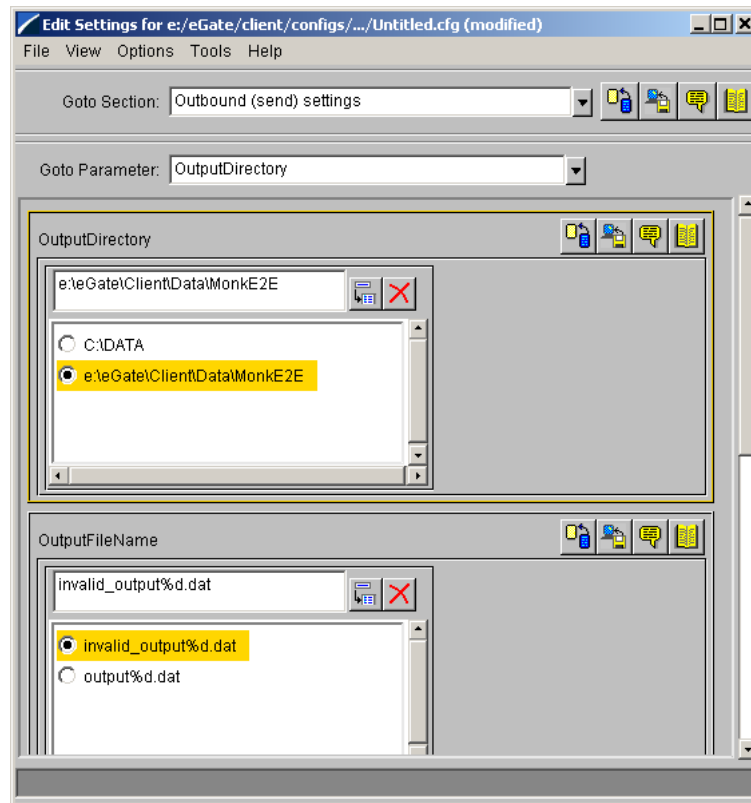 Edit Settings for e:/eGate/client/configs/.../Untitled.cfg (modified)
File View Options Tools Help
Goto Section: Outbound (send) settings
Goto Parameter: OutputDirectory
OutputDirectory
e:\eGate\Client\Data\MonkE2E
C:\DATA
e:\eGate\Client\Data\MonkE2E
OutputFileName
invalid_output%d.dat
invalid_output%d.dat
output%d.dat